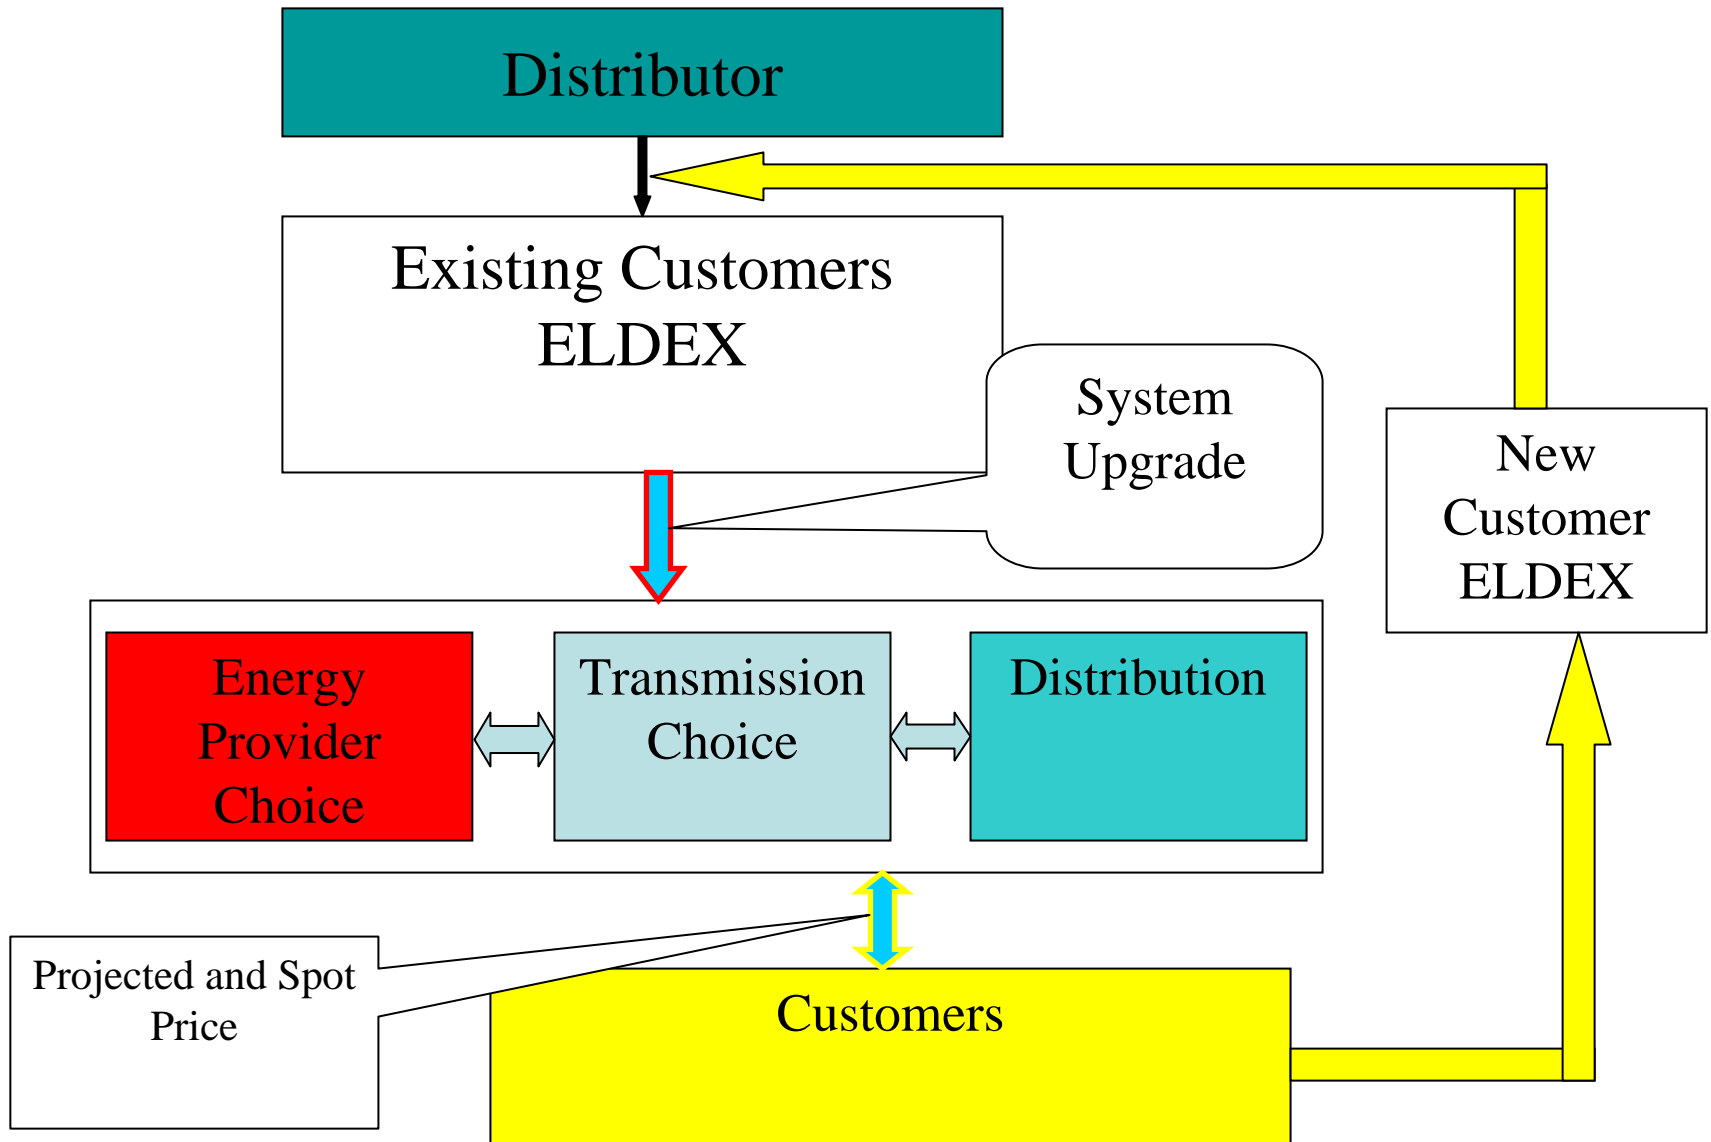 Distributor
Existing Customers
ELDEX
System
Upgrade
New
Customer
ELDEX
Energy
Provider
Choice
Transmission
Choice
Distribution
Projected and Spot
Price
Customers